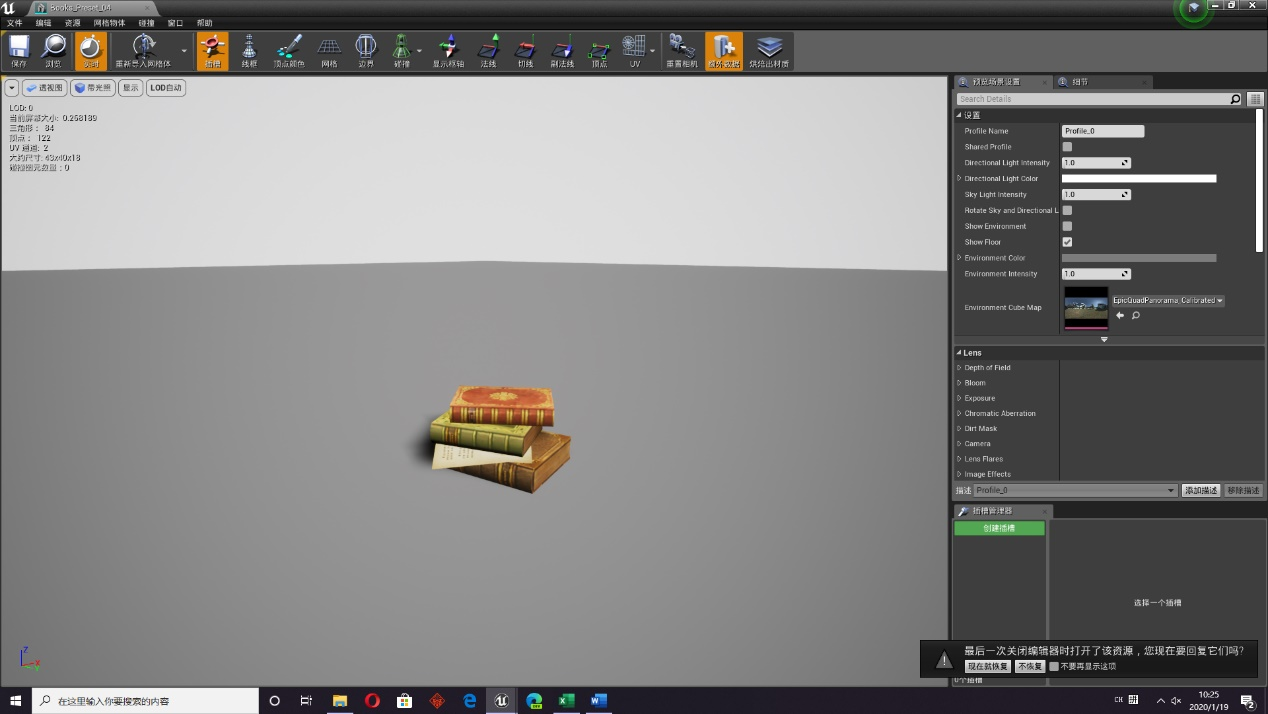 Books_Preset_04
文件 编辑 资源 网格物体 碰撞 窗口 帮助
保存 浏览 实时 重新导入网格体 插槽 线框 顶点颜色 网格 边界 碰撞 显示枢轴 法线 切线 副法线 顶点 UV 重置相机 额外数据 烘焙出材质
透视图 带光照 显示 LOD自动
LOD: 0
当前屏幕大小: 0.258189
三角形: 84
顶点: 122
UV 通道: 2
大约尺寸: 43x40x18
碰撞图元数量: 0
预览场景设置 细节
Search Details
设置
Profile Name Profile_0
Shared Profile
Directional Light Intensity 1.0
Directional Light Color
Sky Light Intensity 1.0
Rotate Sky and Directional L
Show Environment
Show Floor
Environment Color
Environment Intensity 1.0
Environment Cube Map EpicQuadPanorama_Calibrated
Lens
Depth of Field
Bloom
Exposure
Chromatic Aberration
Dirt Mask
Camera
Lens Flares
Image Effects
描述 Profile_0 添加描述 移除描述
插槽管理器
创建插槽
选择一个插槽
最后一次关闭编辑器时打开了该资源，您现在要回复它们吗?
现在就恢复 不恢复 不要再显示这项
0个插槽
Z
X
Y
在这里输入你要搜索的内容
CH
10:25
2020/1/19
2